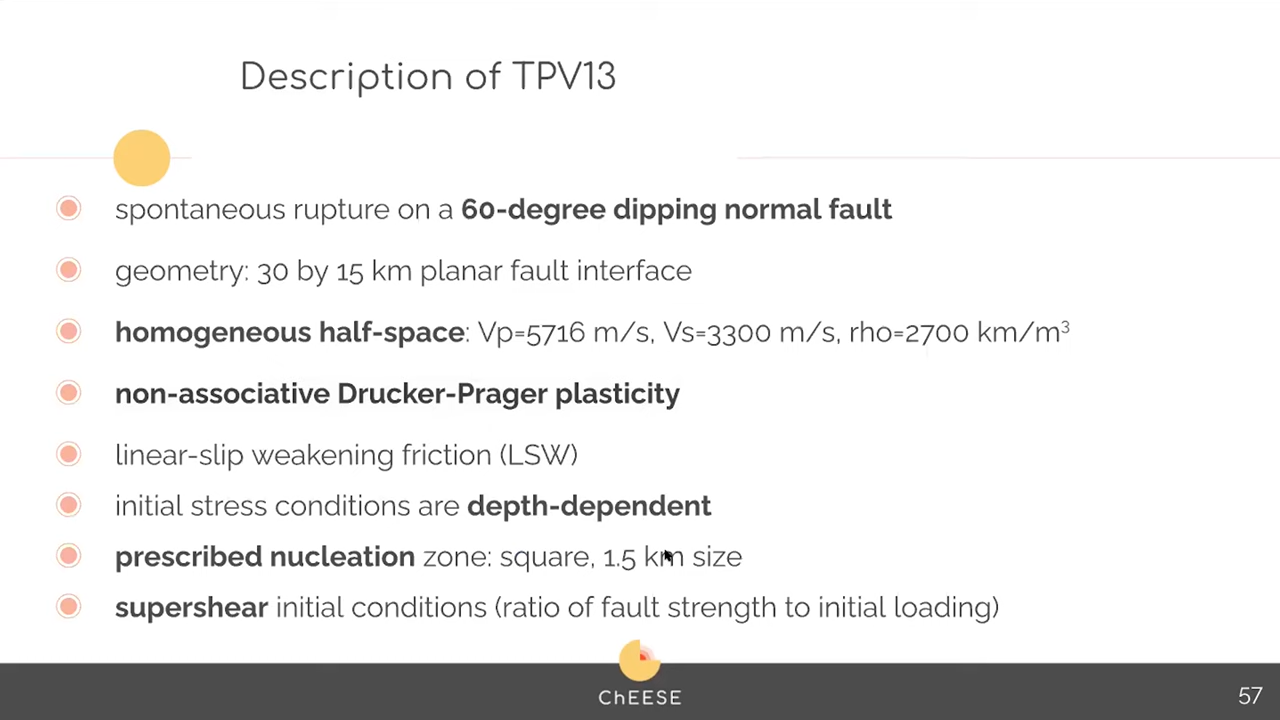 Description of TPV13
spontaneous rupture on a 60-degree dipping normal fault
geometry: 30 by 15 km planar fault interface
homogeneous half-space: Vp=5716 m/s, Vs=3300 m/s, rho=2700 km/m³
non-associative Drucker-Prager plasticity
linear-slip weakening friction (LSW)
initial stress conditions are depth-dependent
prescribed nucleation zone: square, 1.5 km size
supershear initial conditions (ratio of fault strength to initial loading)
ChEESE
57